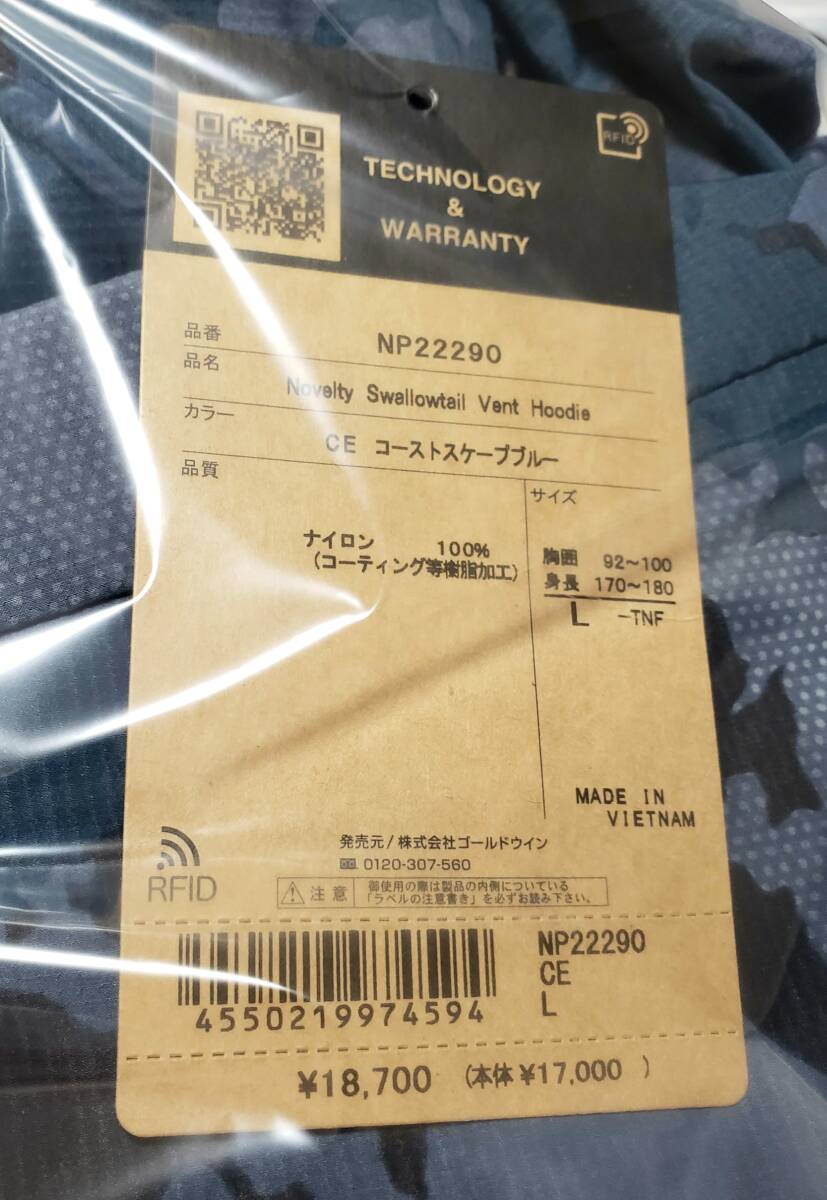 RFID
TECHNOLOGY
&
WARRANTY
品番 NP22290
品名
Novelty Swallowtail Vent Hoodie
カラー
CE コーストスケープブルー
品質
サイズ
ナイロン 100%
(コーティング等樹脂加工)
胸囲 92~100
身長 170~180
L -TNF
MADE IN
VIETNAM
発売元/株式会社ゴールドウイン
0120-307-560
RFID
注意
御使用の際は製品の内側についている
「ラベルの注意書き」を必ずお読み下さい。
4550219974594
NP22290
CE
L
¥18,700 (本体¥17,000 )